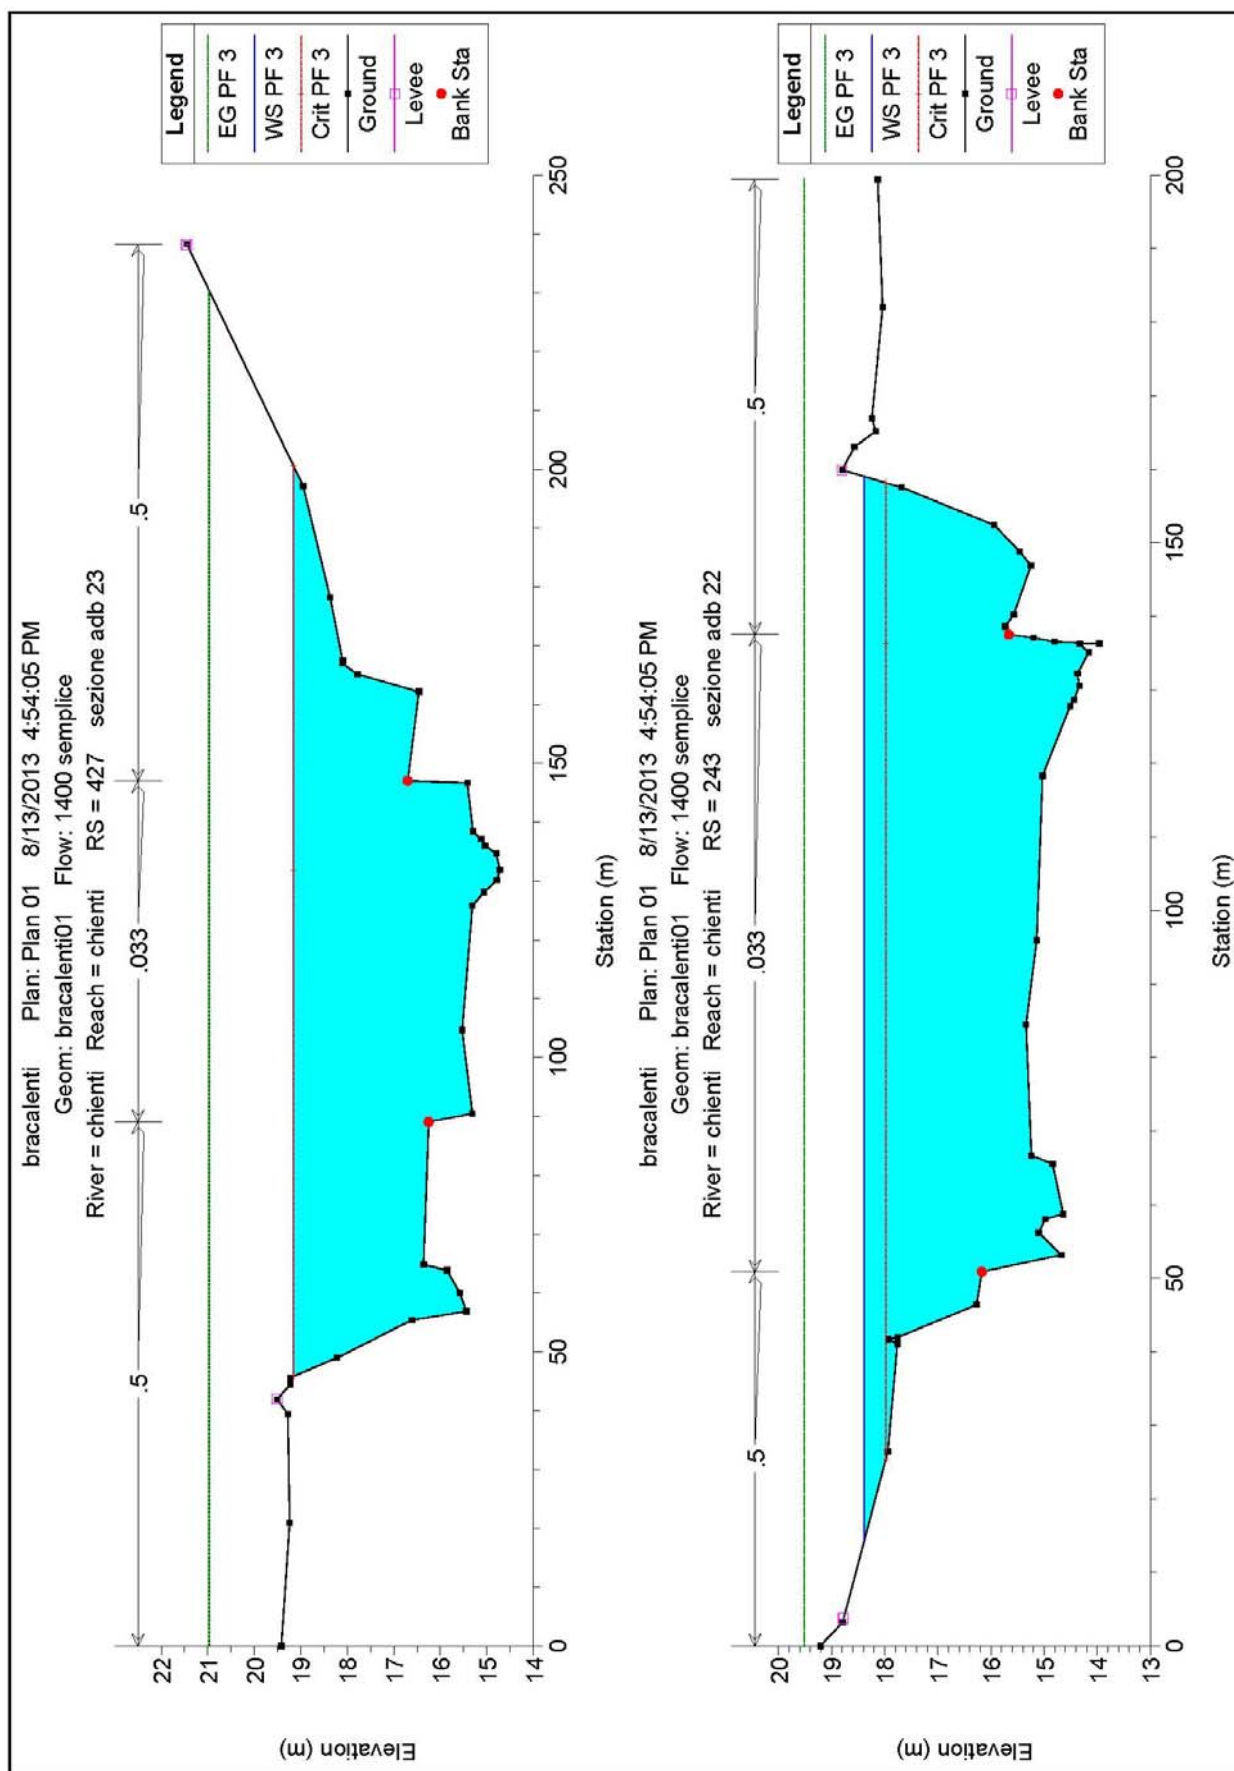 bracalenti Plan: Plan 01 8/13/2013 4:54:05 PM
Geom: bracalenti01 Flow: 1400 semplice
River = chienti Reach = chienti RS = 427 sezione adb 23
.5
.033
.5
Legend
EG PF 3
WS PF 3
Crit PF 3
Ground
Levee
Bank Sta
22
21
20
19
18
17
16
15
14
Elevation (m)
0
50
100
150
200
250
Station (m)
bracalenti Plan: Plan 01 8/13/2013 4:54:05 PM
Geom: bracalenti01 Flow: 1400 semplice
River = chienti Reach = chienti RS = 243 sezione adb 22
.5
.033
.5
Legend
EG PF 3
WS PF 3
Crit PF 3
Ground
Levee
Bank Sta
20
19
18
17
16
15
14
13
Elevation (m)
0
50
100
150
200
Station (m)